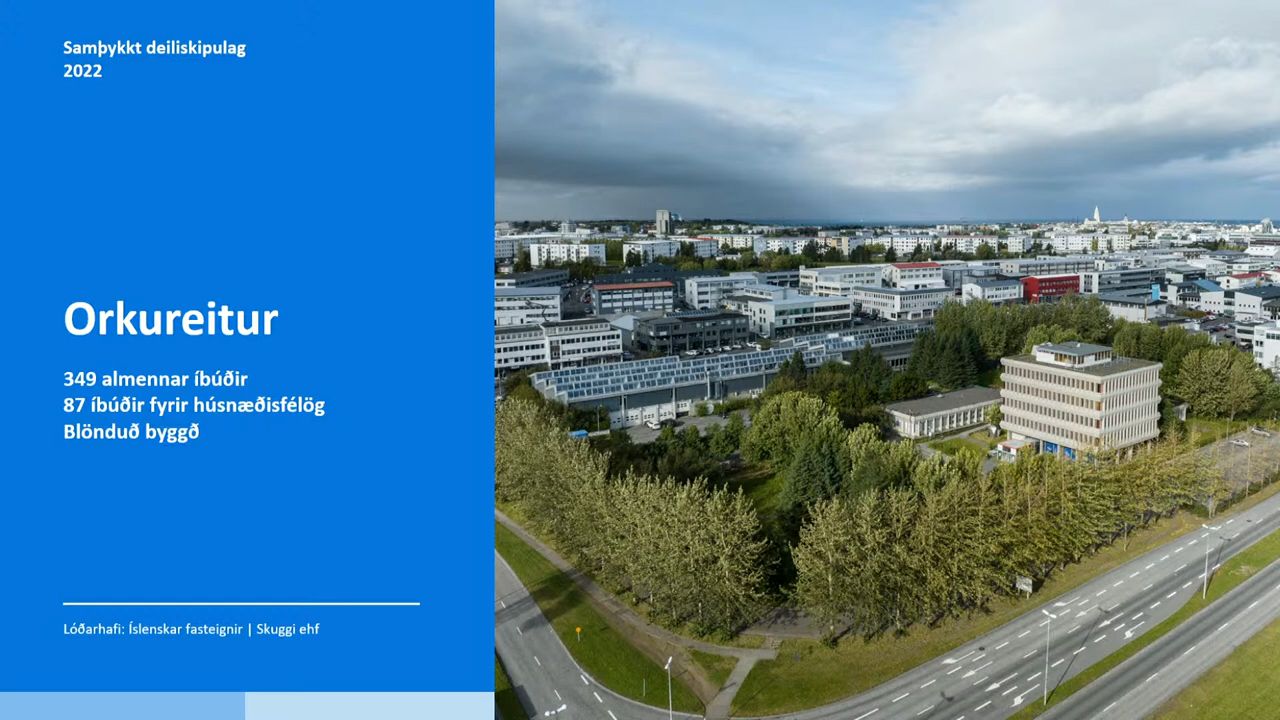 Samþykkt deiliskipulag
2022
Orkureitur
349 almennar íbúðir
87 íbúðir fyrir húsnæðisfélög
Blönduð byggð
Lóðarhafi: Íslenskar fasteignir | Skuggi ehf